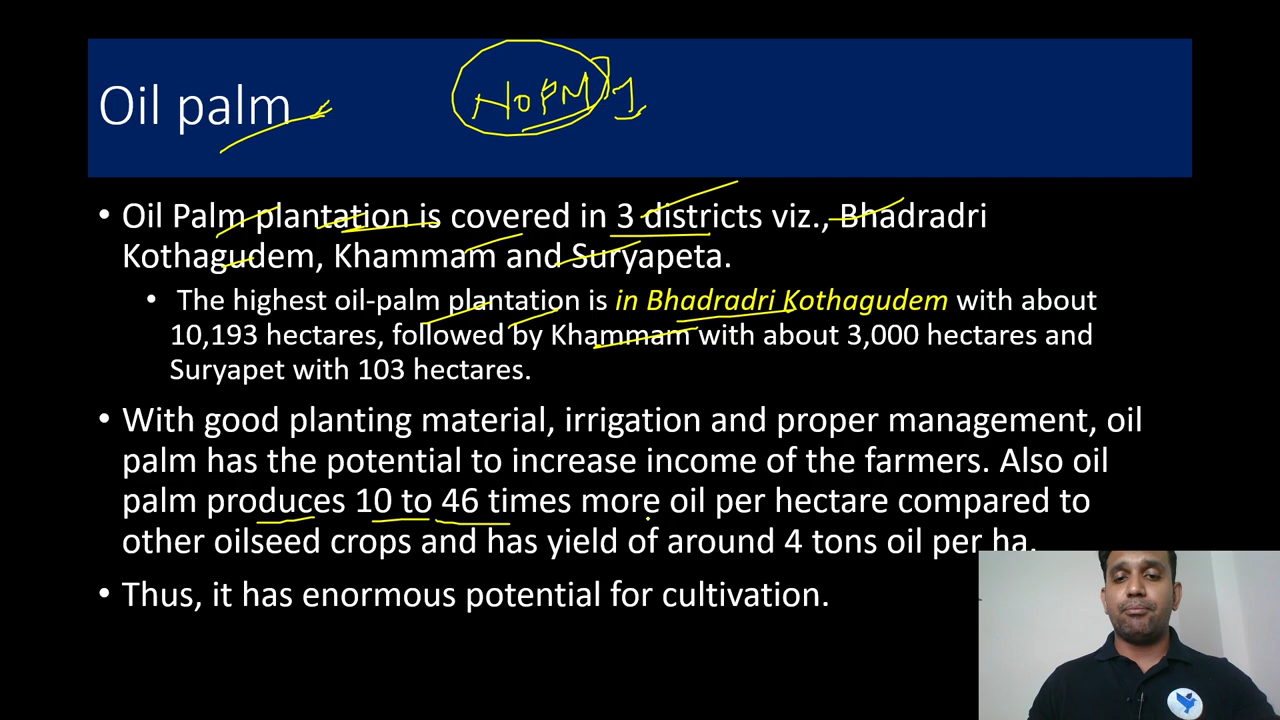 Oil palm
NOPM
• Oil Palm plantation is covered in 3 districts viz., Bhadradri
Kothagudem, Khammam and Suryapeta.
• The highest oil-palm plantation is in Bhadradri Kothagudem with about
10,193 hectares, followed by Khammam with about 3,000 hectares and
Suryapet with 103 hectares.
• With good planting material, irrigation and proper management, oil
palm has the potential to increase income of the farmers. Also oil
palm produces 10 to 46 times more oil per hectare compared to
other oilseed crops and has yield of around 4 tons oil per ha.
• Thus, it has enormous potential for cultivation.